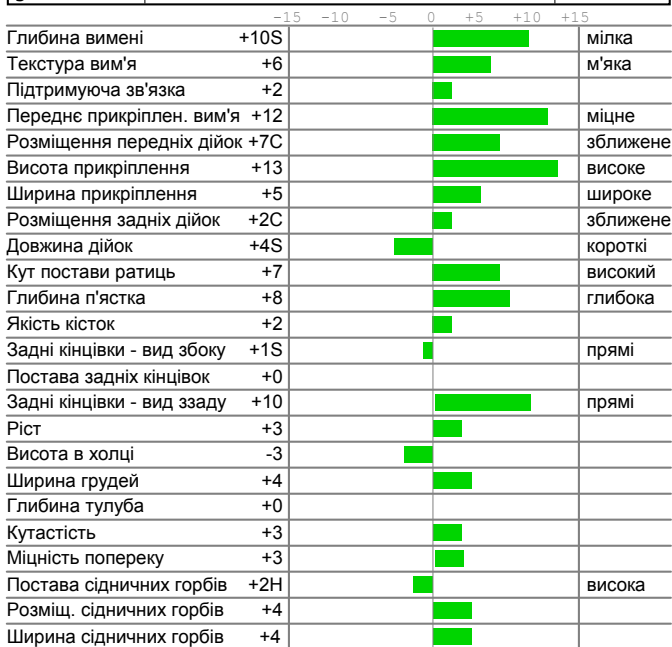 -15 -10 -5 0 +5 +10 +15
Глибина вимені +10S мілка
Текстура вим'я +6 м'яка
Підтримуюча зв'язка +2
Переднє прикріплен. вим'я +12 міцне
Розміщення передніх дійок +7C зближене
Висота прикріплення +13 високе
Ширина прикріплення +5 широке
Розміщення задніх дійок +2C зближене
Довжина дійок +4S короткі
Кут постави ратиць +7 високий
Глибина п'ястка +8 глибока
Якість кісток +2
Задні кінцівки - вид збоку +1S прямі
Постава задніх кінцівок +0
Задні кінцівки - вид ззаду +10 прямі
Ріст +3
Висота в холці -3
Ширина грудей +4
Глибина тулуба +0
Кутастість +3
Міцність попереку +3
Постава сідничних горбів +2H висока
Розміщ. сідничних горбів +4
Ширина сідничних горбів +4